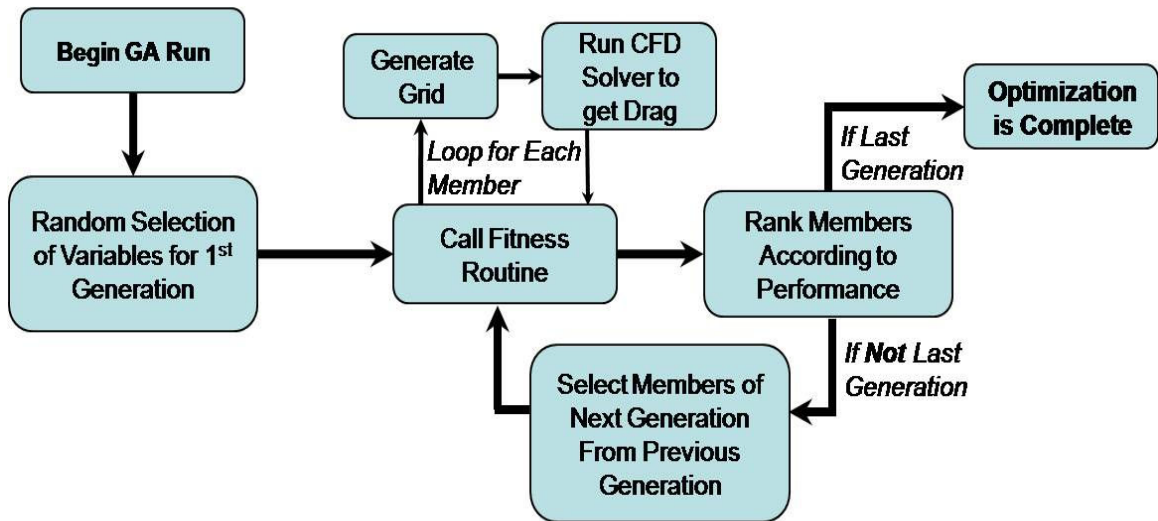 Begin GA Run
Random Selection
of Variables for 1st
Generation
Generate
Grid
Run CFD
Solver to
get Drag
Loop for Each
Member
Call Fitness
Routine
Rank Members
According to
Performance
If Last
Generation
Optimization
is Complete
If Not Last
Generation
Select Members of
Next Generation
From Previous
Generation